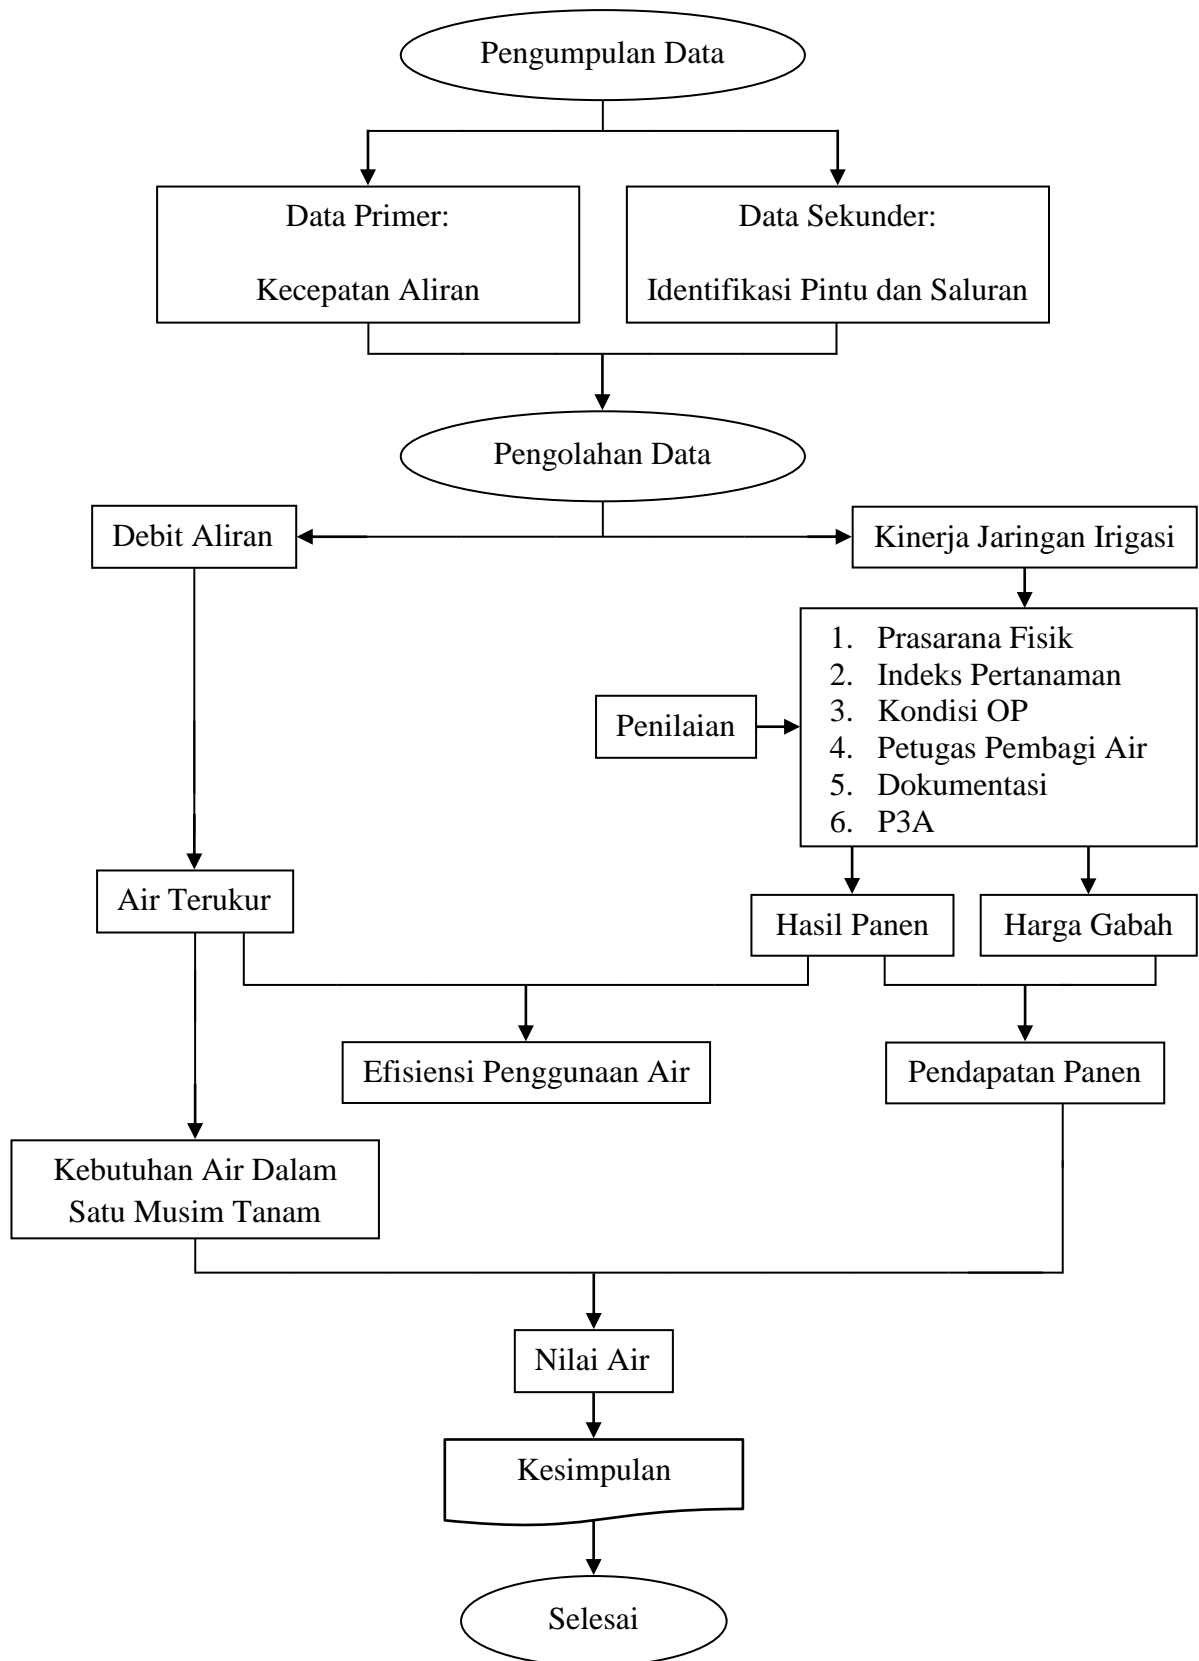 Pengumpulan Data
Data Primer:
Kecepatan Aliran
Data Sekunder:
Identifikasi Pintu dan Saluran
Pengolahan Data
Debit Aliran
Kinerja Jaringan Irigasi
1. Prasarana Fisik
2. Indeks Pertanaman
3. Kondisi OP
4. Petugas Pembagi Air
5. Dokumentasi
6. P3A
Penilaian
Air Terukur
Hasil Panen
Harga Gabah
Efisiensi Penggunaan Air
Pendapatan Panen
Kebutuhan Air Dalam
Satu Musim Tanam
Nilai Air
Kesimpulan
Selesai